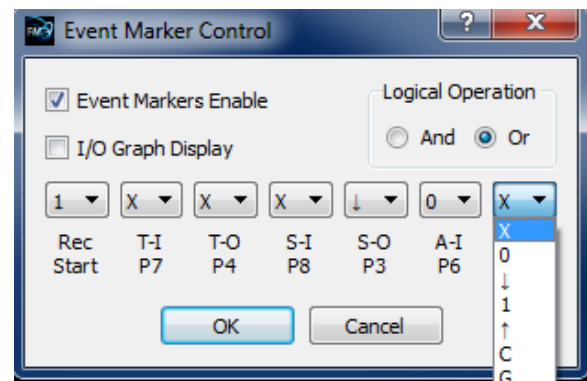 Event Marker Control
?
X
Event Markers Enable
I/O Graph Display
Logical Operation
And Or
1 X X X ↓ 0 X
Rec T-I T-O S-I S-O A-I
Start P7 P4 P8 P3 P6
X
0
↓
1
↑
C
G
OK Cancel